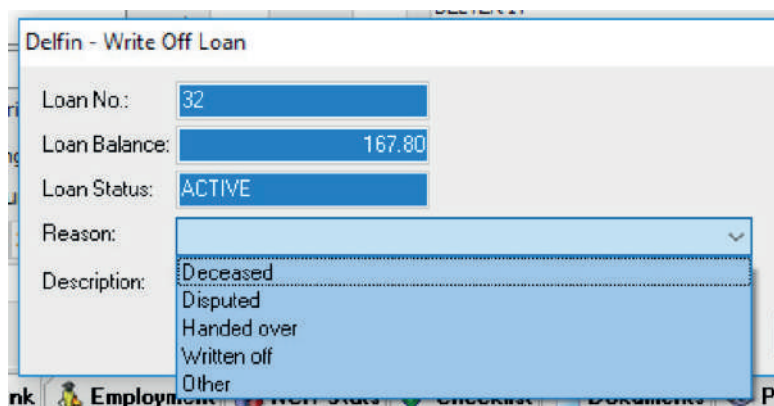 Delfin - Write Off Loan
Loan No.: 32
Loan Balance: 167.80
Loan Status: ACTIVE
Reason:
Description:
Deceased
Disputed
Handed over
Written off
Other
nk